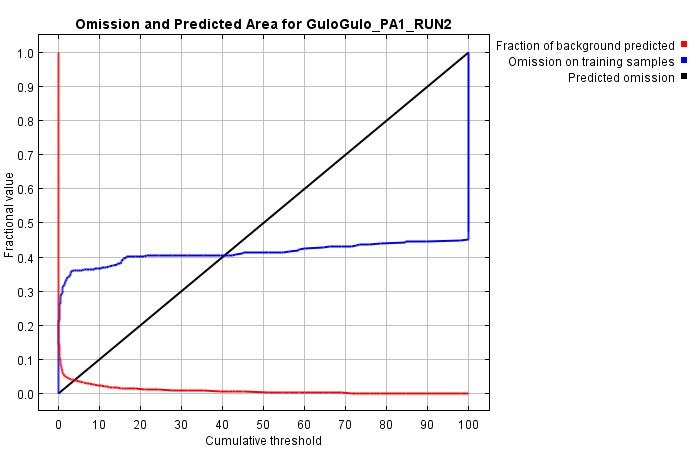 Omission and Predicted Area for GuloGulo_PA1_RUN2
Fraction of background predicted
Omission on training samples
Predicted omission
Fractional value
1.0
0.9
0.8
0.7
0.6
0.5
0.4
0.3
0.2
0.1
0.0
0 10 20 30 40 50 60 70 80 90 100
Cumulative threshold